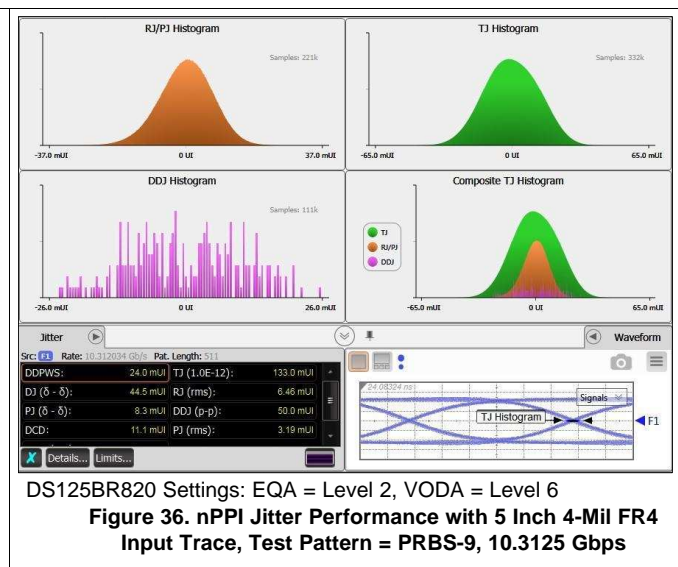 RJ/PJ Histogram
Samples: 221k
-37.0 mUI 0 UI 37.0 mUI
TJ Histogram
Samples: 332k
-65.0 mUI 0 UI 65.0 mUI
DDJ Histogram
Samples: 111k
-26.0 mUI 0 UI 26.0 mUI
Composite TJ Histogram
TJ
RJ/PJ
DDJ
-65.0 mUI 0 UI 65.0 mUI
Jitter
Waveform
Src: F1 Rate: 10.312034 Gb/s Pat. Length: 511
DDPWS: 24.0 mUI TJ (1.0E-12): 133.0 mUI
DJ (δ - δ): 44.5 mUI RJ (rms): 6.46 mUI
PJ (δ - δ): 8.3 mUI DDJ (p-p): 50.0 mUI
DCD: 11.1 mUI PJ (rms): 3.19 mUI
X Details... Limits...
24.08324 ns
Signals
TJ Histogram
F1
DS125BR820 Settings: EQA = Level 2, VODA = Level 6
Figure 36. nPPI Jitter Performance with 5 Inch 4-Mil FR4
Input Trace, Test Pattern = PRBS-9, 10.3125 Gbps